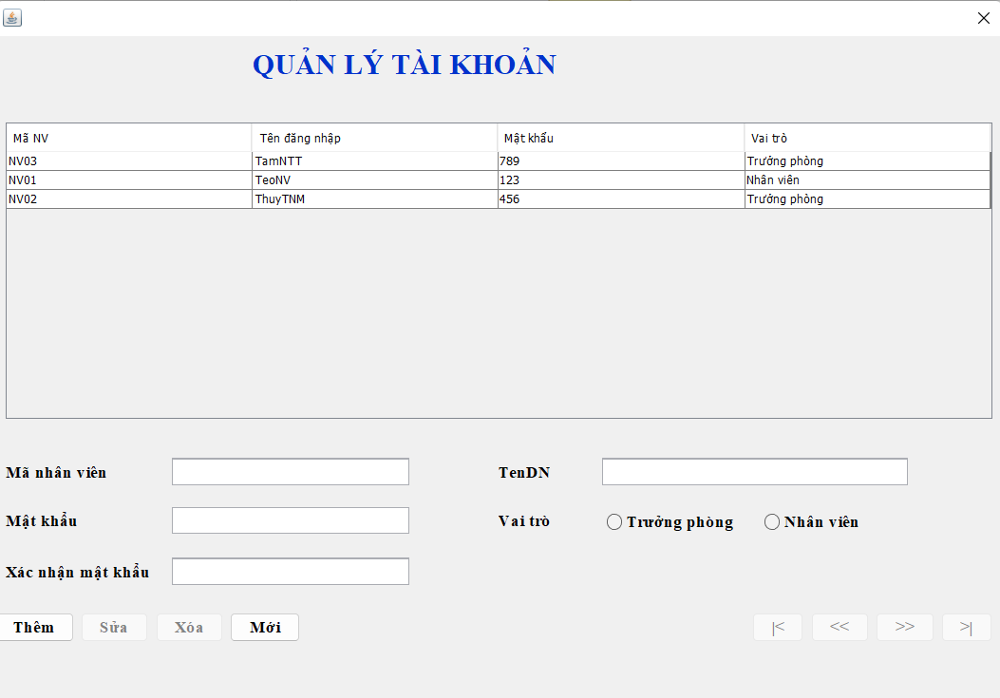 QUẢN LÝ TÀI KHOẢN
Mã NV Tên đăng nhập Mật khẩu Vai trò
NV03 TamNTT 789 Trưởng phòng
NV01 TeoNV 123 Nhân viên
NV02 ThuyTNM 456 Trưởng phòng
Mã nhân viên TenDN
Mật khẩu Vai trò Trưởng phòng Nhân viên
Xác nhận mật khẩu
Thêm Sửa Xóa Mới |< << >> >|